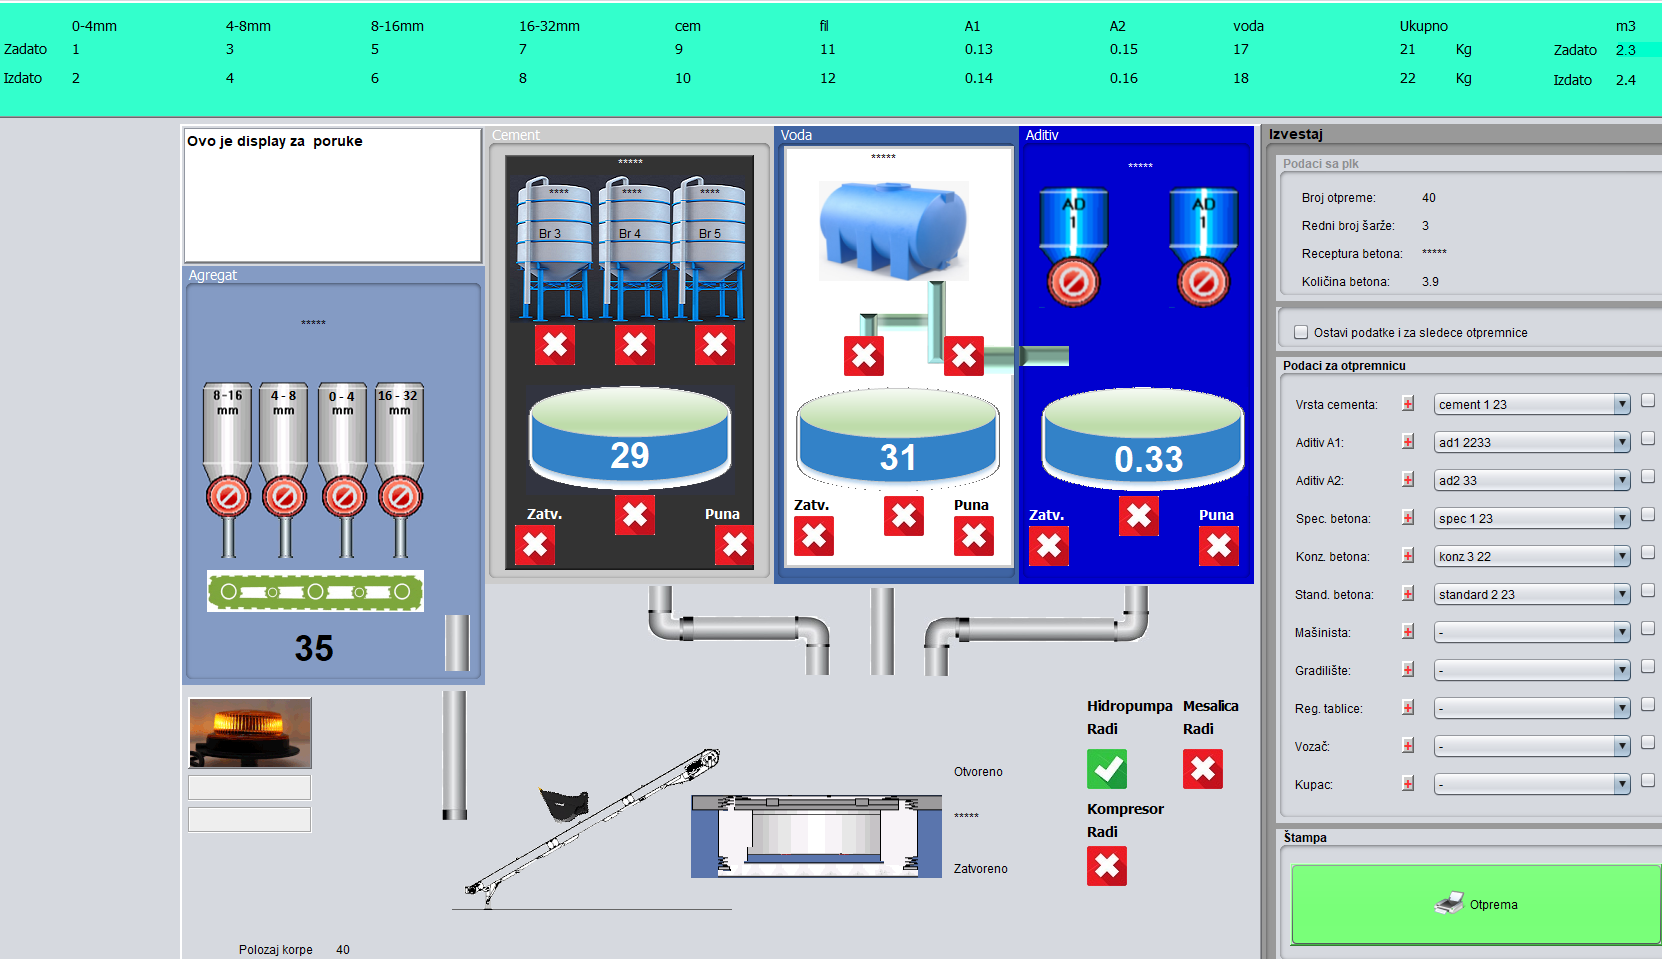 0-4mm 4-8mm 8-16mm 16-32mm cem fil A1 A2 voda Ukupno m3
Zadato 1 3 5 7 9 11 0.13 0.15 17 21 Kg Zadato 2.3
Izdato 2 4 6 8 10 12 0.14 0.16 18 22 Kg Izdato 2.4
Ovo je display za poruke
Agregat
*****
8-16 mm
4 - 8 mm
0 - 4 mm
16 - 32 mm
35
Cement
*****
**** **** ****
Br 3 Br 4 Br 5
29
Zatv. Puna
Voda
*****
31
Zatv. Puna
Aditiv
*****
AD 1
AD 1
0.33
Zatv. Puna
Hidropumpa Radi
Mesalica Radi
Kompresor Radi
Otvoreno
*****
Zatvoreno
Polozaj korpe 40
Izvestaj
Podaci sa plk
Broj otpreme: 40
Redni broj šarže: 3
Receptura betona: *****
Količina betona: 3.9
Ostavi podatke i za sledece otpremnice
Podaci za otpremnicu
Vrsta cementa: cement 1 23
Aditiv A1: ad1 2233
Aditiv A2: ad2 33
Spec. betona: spec 1 23
Konz. betona: konz 3 22
Stand. betona: standard 2 23
Mašinista: -
Gradilište: -
Reg. tablice: -
Vozač: -
Kupac: -
Štampa
Otprema